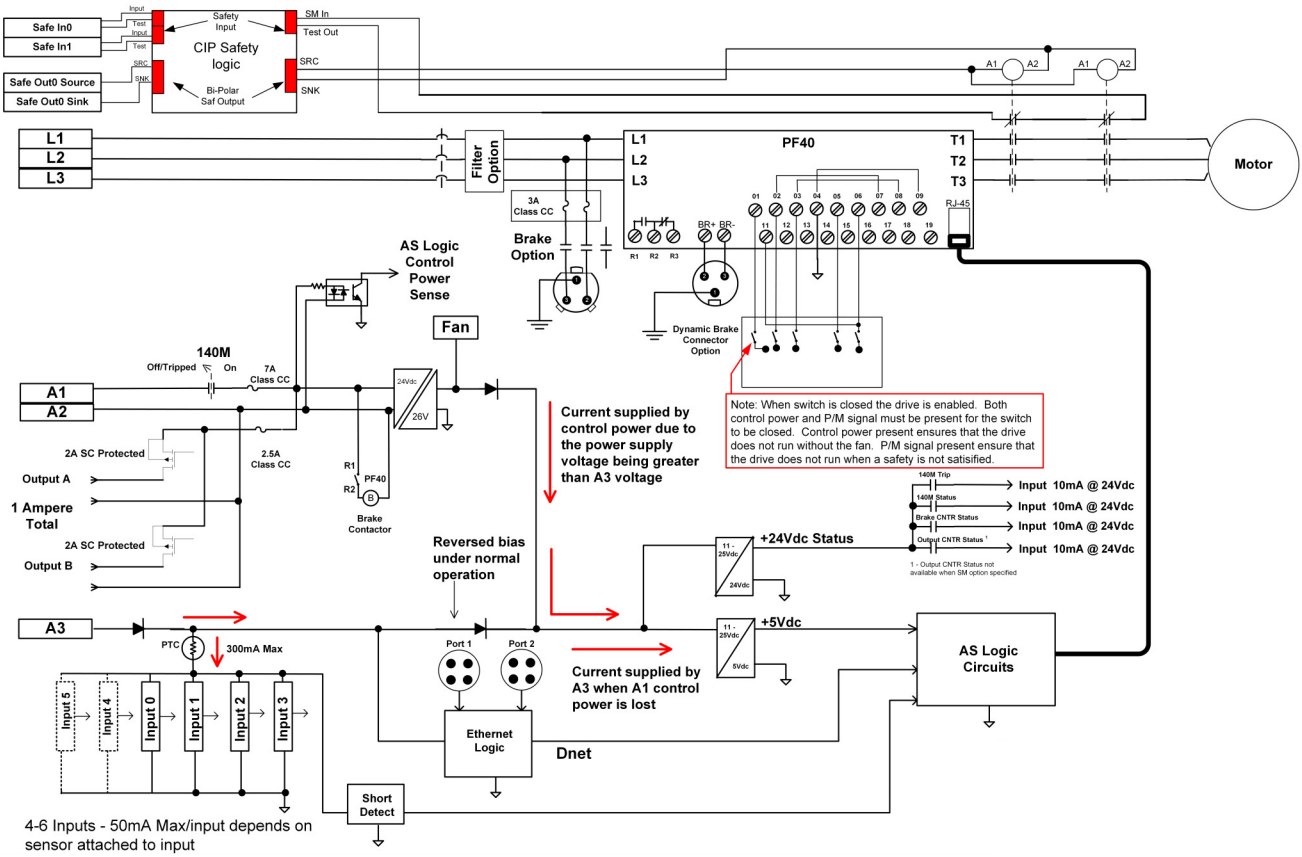 Input
Safe In0
Test
Input
Safe In1
Test
SRC
Safe Out0 Source
SNK
Safe Out0 Sink
Safety
Input
CIP Safety
logic
Bi-Polar
Saf Output
SM In
Test Out
SRC
SNK
A1
A2
A1
A2
L1
L2
L3
Filter
Option
3A
Class CC
Brake
Option
1
3
2
L1
L2
L3
PF40
T1
T2
T3
RJ-45
01
02
03
04
05
06
07
08
09
11
12
13
14
15
16
17
18
19
R1
R2
R3
BR+
BR-
2
3
1
Motor
Dynamic Brake
Connector
Option
AS Logic
Control
Power
Sense
Fan
140M
Off/Tripped
On
7A
Class CC
A1
A2
24Vdc
26V
2A SC Protected
2.5A
Class CC
Output A
1 Ampere
Total
2A SC Protected
Output B
R1
PF40
R2
B
Brake
Contactor
Current supplied by
control power due to
the power supply
voltage being greater
than A3 voltage
Note: When switch is closed the drive is enabled. Both
control power and P/M signal must be present for the switch
to be closed. Control power present ensures that the drive
does not run without the fan. P/M signal present ensure that
the drive does not run when a safety is not satisified.
140M Trip
Input 10mA @ 24Vdc
140M Status
Input 10mA @ 24Vdc
Brake CNTR Status
Input 10mA @ 24Vdc
Output CNTR Status 1
Input 10mA @ 24Vdc
1 - Output CNTR Status not
available when SM option specified
Reversed bias
under normal
operation
11 -
25Vdc
24Vdc
+24Vdc Status
A3
PTC
300mA Max
Port 1
Port 2
11 -
25Vdc
5Vdc
+5Vdc
Current supplied by
A3 when A1 control
power is lost
AS Logic
Circuits
Input 5
Input 4
Input 0
Input 1
Input 2
Input 3
Ethernet
Logic
Dnet
Short
Detect
4-6 Inputs - 50mA Max/input depends on
sensor attached to input